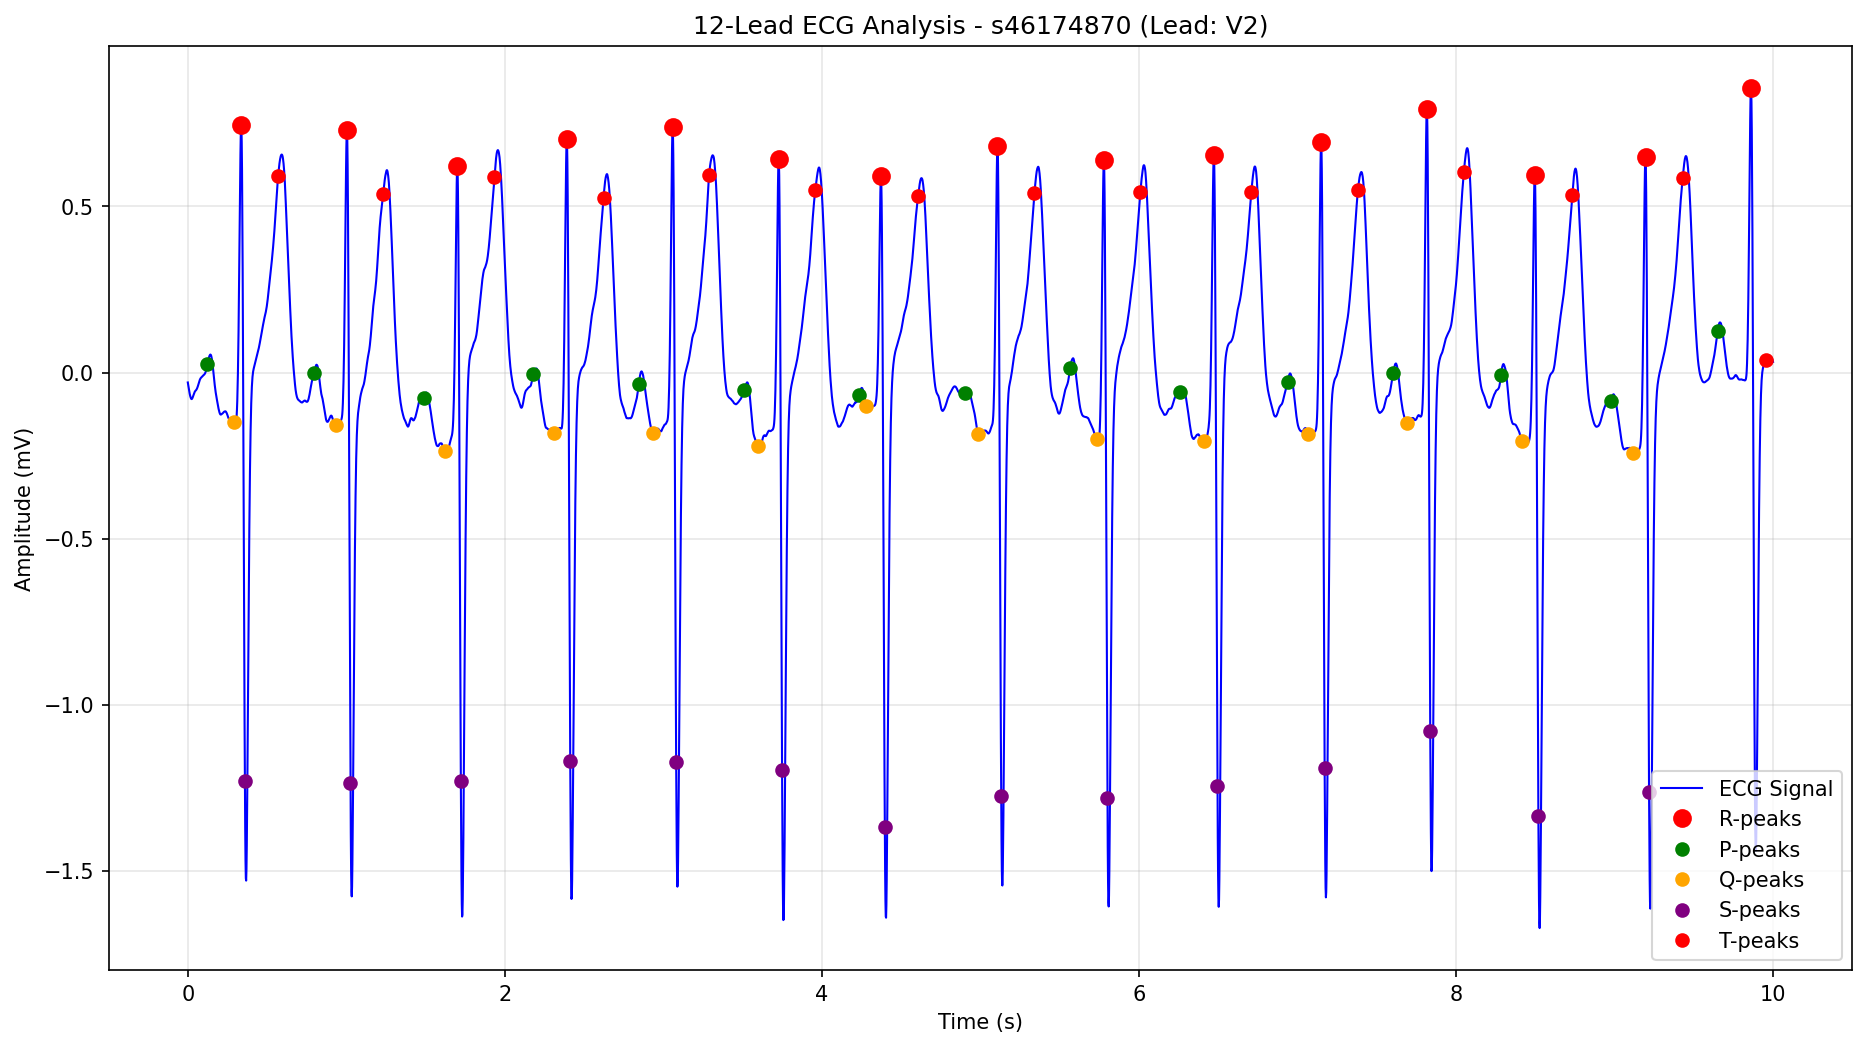 12-Lead ECG Analysis - s46174870 (Lead: V2)
Amplitude (mV)
0.5
0.0
−0.5
−1.0
−1.5
0
2
4
6
8
10
Time (s)
ECG Signal
R-peaks
P-peaks
Q-peaks
S-peaks
T-peaks